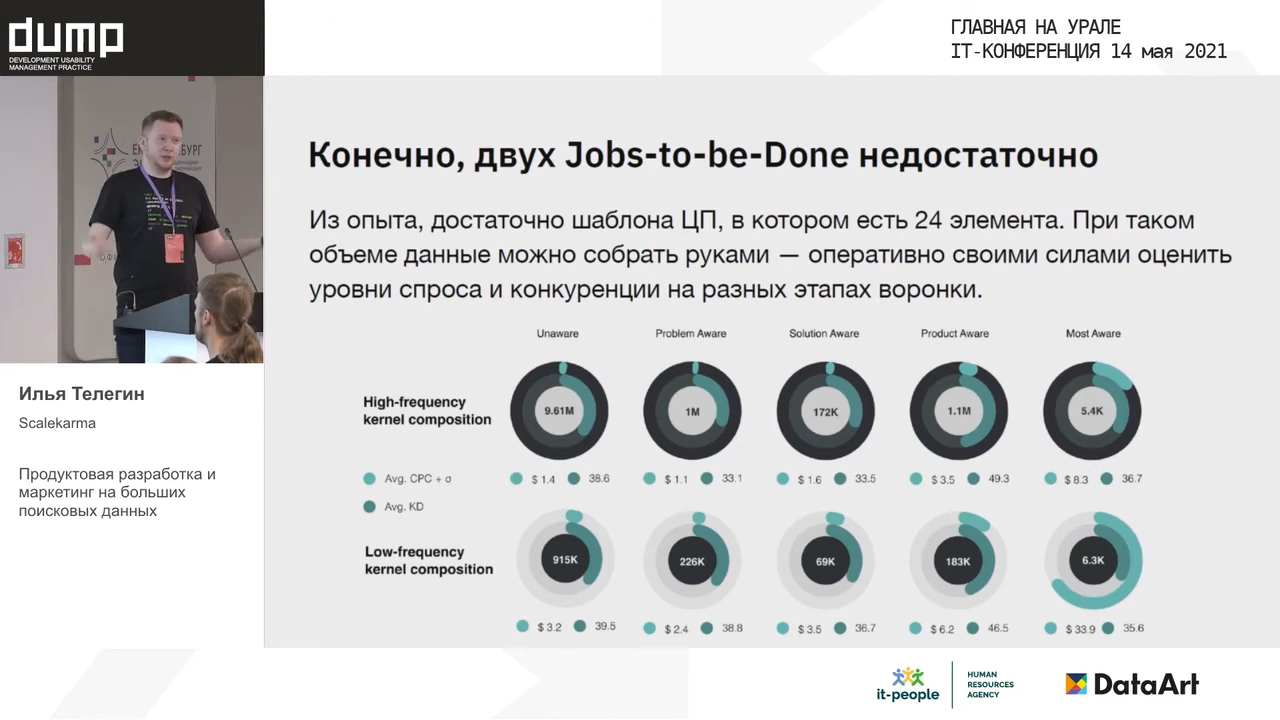 dump
DEVELOPMENT USABILITY
MANAGEMENT PRACTICE
ГЛАВНАЯ НА УРАЛЕ
IT-КОНФЕРЕНЦИЯ 14 мая 2021
Илья Телегин
Scalekarma
Продуктовая разработка и
маркетинг на больших
поисковых данных
Конечно, двух Jobs-to-be-Done недостаточно
Из опыта, достаточно шаблона ЦП, в котором есть 24 элемента. При таком
объеме данные можно собрать руками — оперативно своими силами оценить
уровни спроса и конкуренции на разных этапах воронки.
Unaware Problem Aware Solution Aware Product Aware Most Aware
High-frequency
kernel composition
9.61M 1M 172K 1.1M 5.4K
Avg. CPC + σ $ 1.4 38.6 $ 1.1 33.1 $ 1.6 33.5 $ 3.5 49.3 $ 8.3 36.7
Avg. KD
Low-frequency
kernel composition
915K 226K 69K 183K 6.3K
$ 3.2 39.5 $ 2.4 38.8 $ 3.5 36.7 $ 6.2 46.5 $ 33.9 35.6
it-people
HUMAN
RESOURCES
AGENCY
DataArt